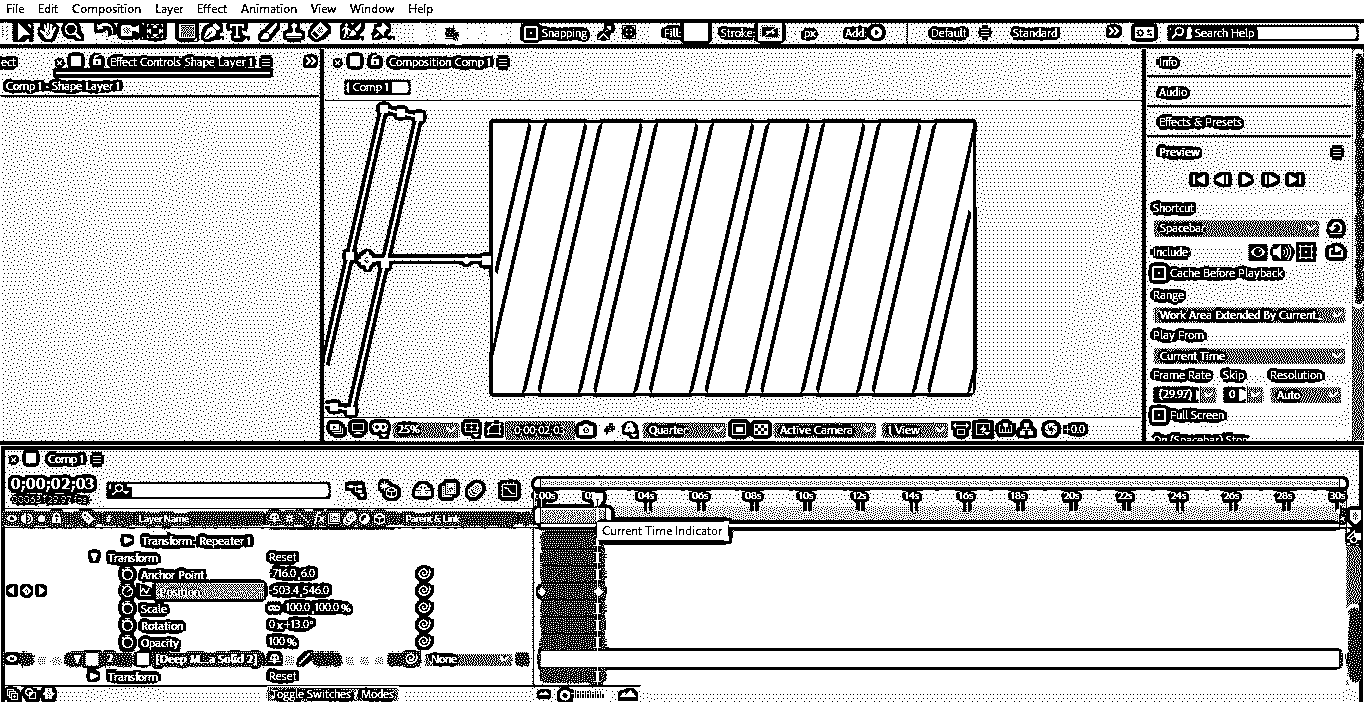 File Edit Composition Layer Effect Animation View Window Help
Snapping Fill: Stroke: px Add: Default Standard Search Help
ect Effect Controls Shape Layer 1
Comp 1 - Shape Layer 1
Composition Comp 1
Comp 1
Info
Audio
Effects & Presets
Preview
Shortcut
Spacebar
Include
Cache Before Playback
Range
Work Area Extended By Current
Play From
Current Time
Frame Rate Skip Resolution
(29.97) 0 Auto
Full Screen
On (Spacebar) Stop
25% 0;00;02;03 Quarter Active Camera 1 View +0.0
Comp 1
0;00;02;03
:00s 04s 06s 08s 10s 12s 14s 16s 18s 20s 22s 24s 26s 28s 30s
Layer Name Parent & Link
Current Time Indicator
Transform: Repeater 1
Transform Reset
Anchor Point -716.0,6.0
Position -503.4,546.0
Scale 100.0,100.0%
Rotation 0x+13.0°
Opacity 100%
2 [Deep M...a Solid 2] None
Transform Reset
Toggle Switches / Modes